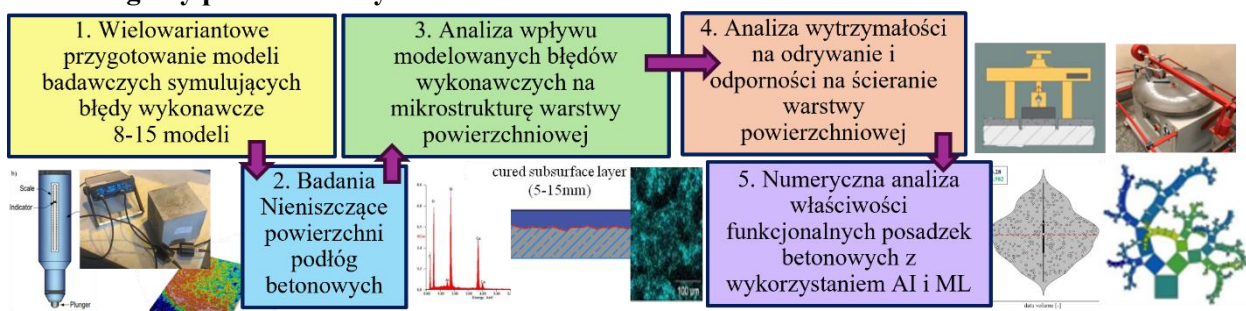 1. Wielowariantowe
przygotowanie modeli
badawczych symulujących
błędy wykonawcze
8-15 modeli
2. Badania
Nieniszczące
powierzchni
podłóg
betonowych
3. Analiza wpływu
modelowanych błędów
wykonawczych na
mikrostrukturę warstwy
powierzchniowej
4. Analiza wytrzymałości
na odrywanie i
odporności na ścieranie
warstwy
powierzchniowej
5. Numeryczna analiza
właściwości
funkcjonalnych posadzek
betonowych z
wykorzystaniem AI i ML
b)
Scale
Indicator
Plunger
cured subsurface layer
(5-15mm)
100 µm
data volume [-]